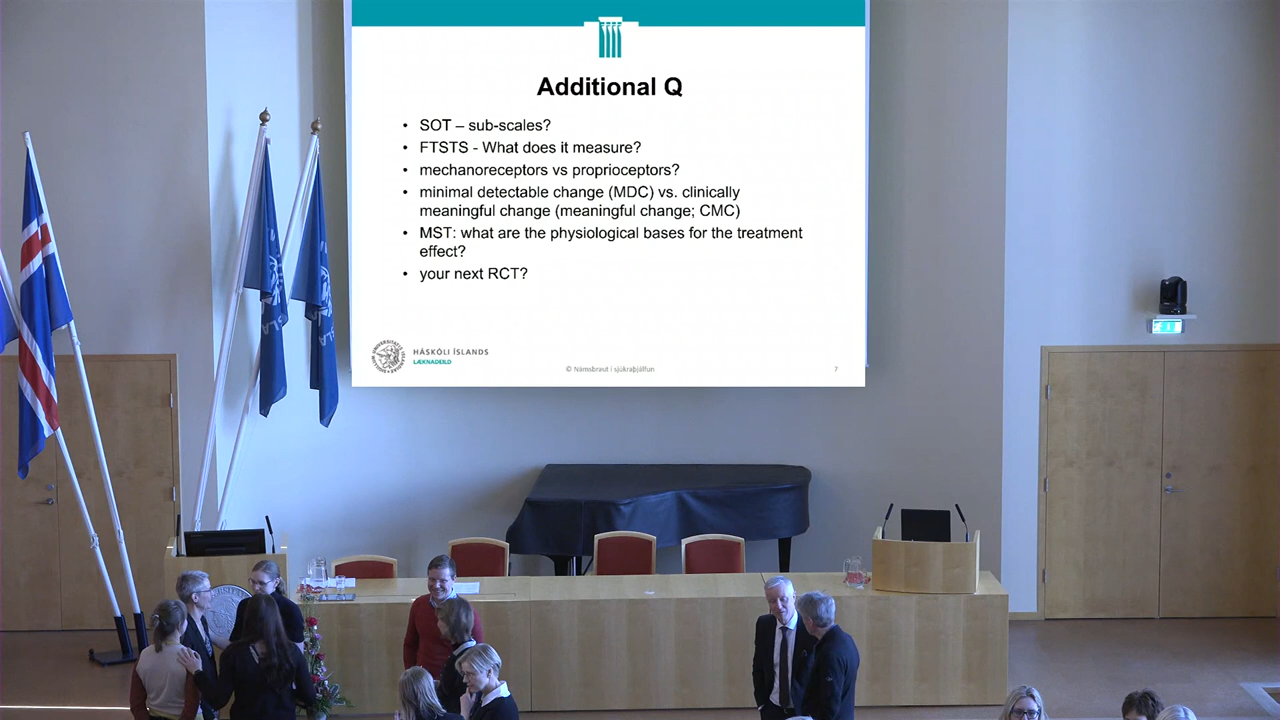 Additional Q
• SOT – sub-scales?
• FTSTS - What does it measure?
• mechanoreceptors vs proprioceptors?
• minimal detectable change (MDC) vs. clinically
meaningful change (meaningful change; CMC)
• MST: what are the physiological bases for the treatment
effect?
• your next RCT?
HÁSKÓLI ÍSLANDS
LÆKNADEILD
© Námsbraut í sjúkraþjálfun
7